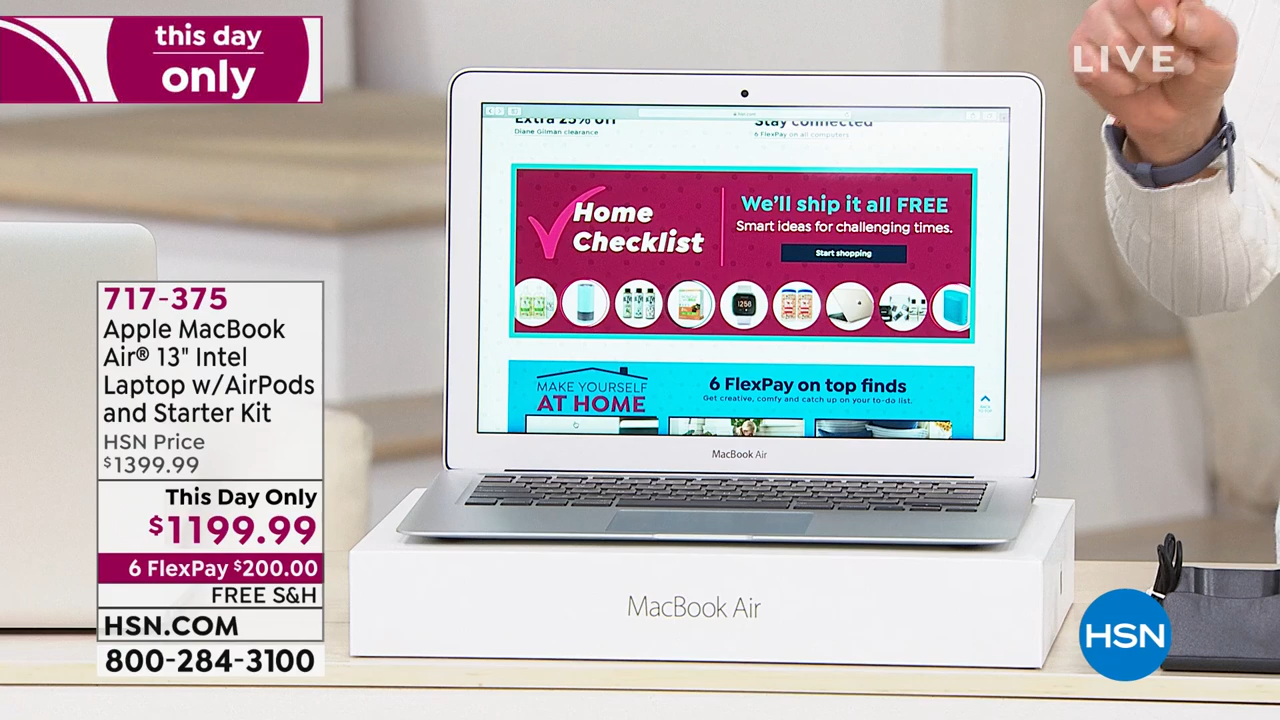 this day
only
LIVE
Extra 25% off
Diane Gilman clearance
Stay connected
6 FlexPay on all computers
Home
Checklist
We'll ship it all FREE
Smart ideas for challenging times.
Start shopping
MAKE YOURSELF
AT HOME
6 FlexPay on top finds
Get creative, comfy and catch up on your to-do list.
BACK
TO TOP
MacBook Air
MacBook Air
717-375
Apple MacBook
Air® 13" Intel
Laptop w/AirPods
and Starter Kit
HSN Price
$1399.99
This Day Only
$1199.99
6 FlexPay $200.00
FREE S&H
HSN.COM
800-284-3100
HSN